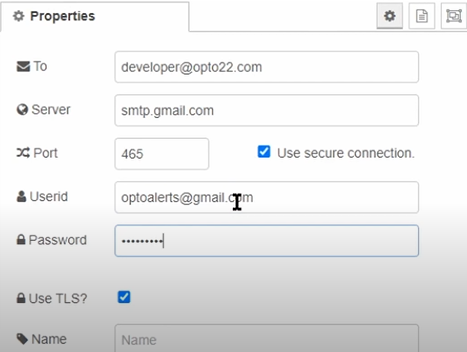 Properties
To developer@opto22.com
Server smtp.gmail.com
Port 465 Use secure connection.
Userid optoalerts@gmail.com
Password •••••••••
Use TLS?
Name Name